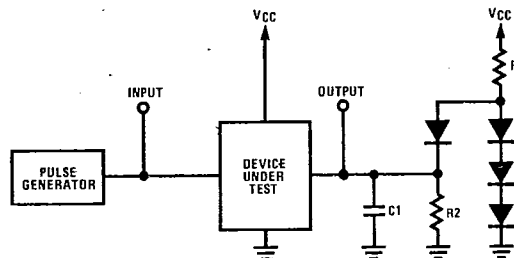 VCC
VCC
INPUT
OUTPUT
PULSE
GENERATOR
DEVICE
UNDER
TEST
C1
R2